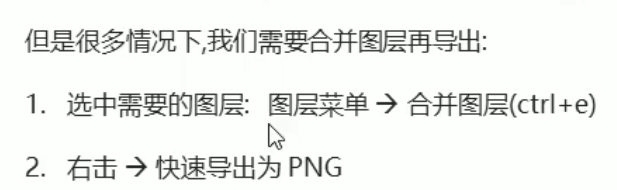 但是很多情况下,我们需要合并图层再导出:
1. 选中需要的图层: 图层菜单 → 合并图层(ctrl+e)
2. 右击 → 快速导出为 PNG